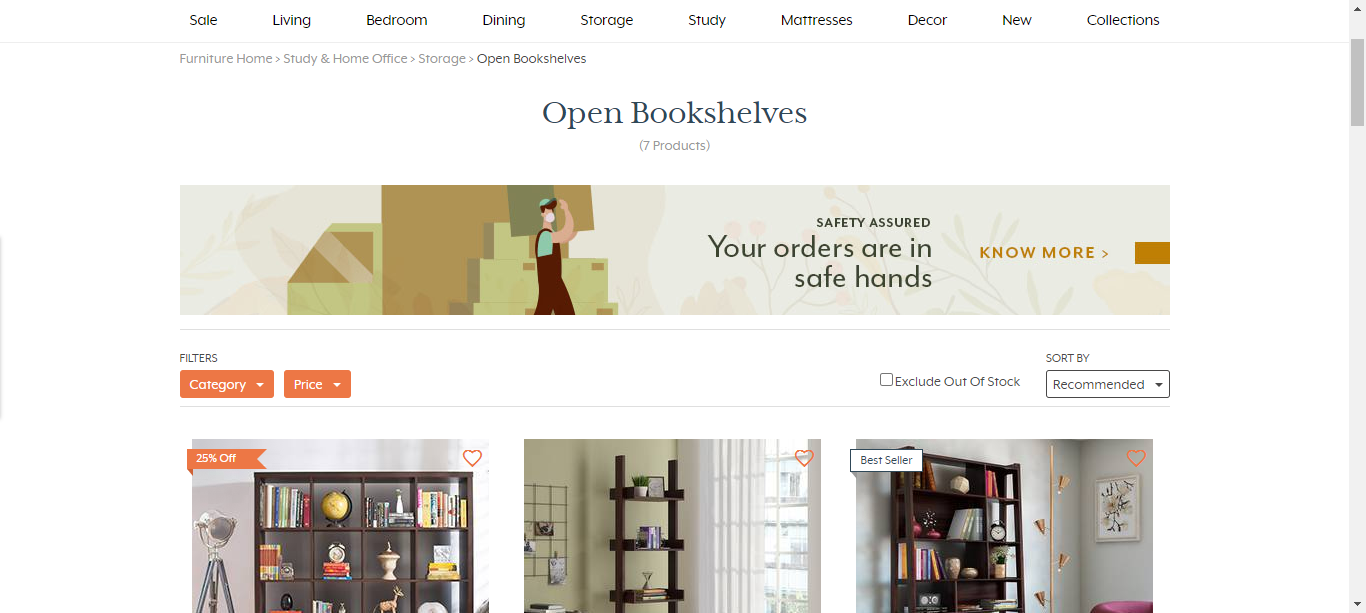 Sale Living Bedroom Dining Storage Study Mattresses Decor New Collections
Furniture Home > Study & Home Office > Storage > Open Bookshelves
Open Bookshelves
(7 Products)
SAFETY ASSURED
Your orders are in
safe hands
KNOW MORE >
FILTERS
Category
Price
Exclude Out Of Stock
SORT BY
Recommended
25% Off
Best Seller